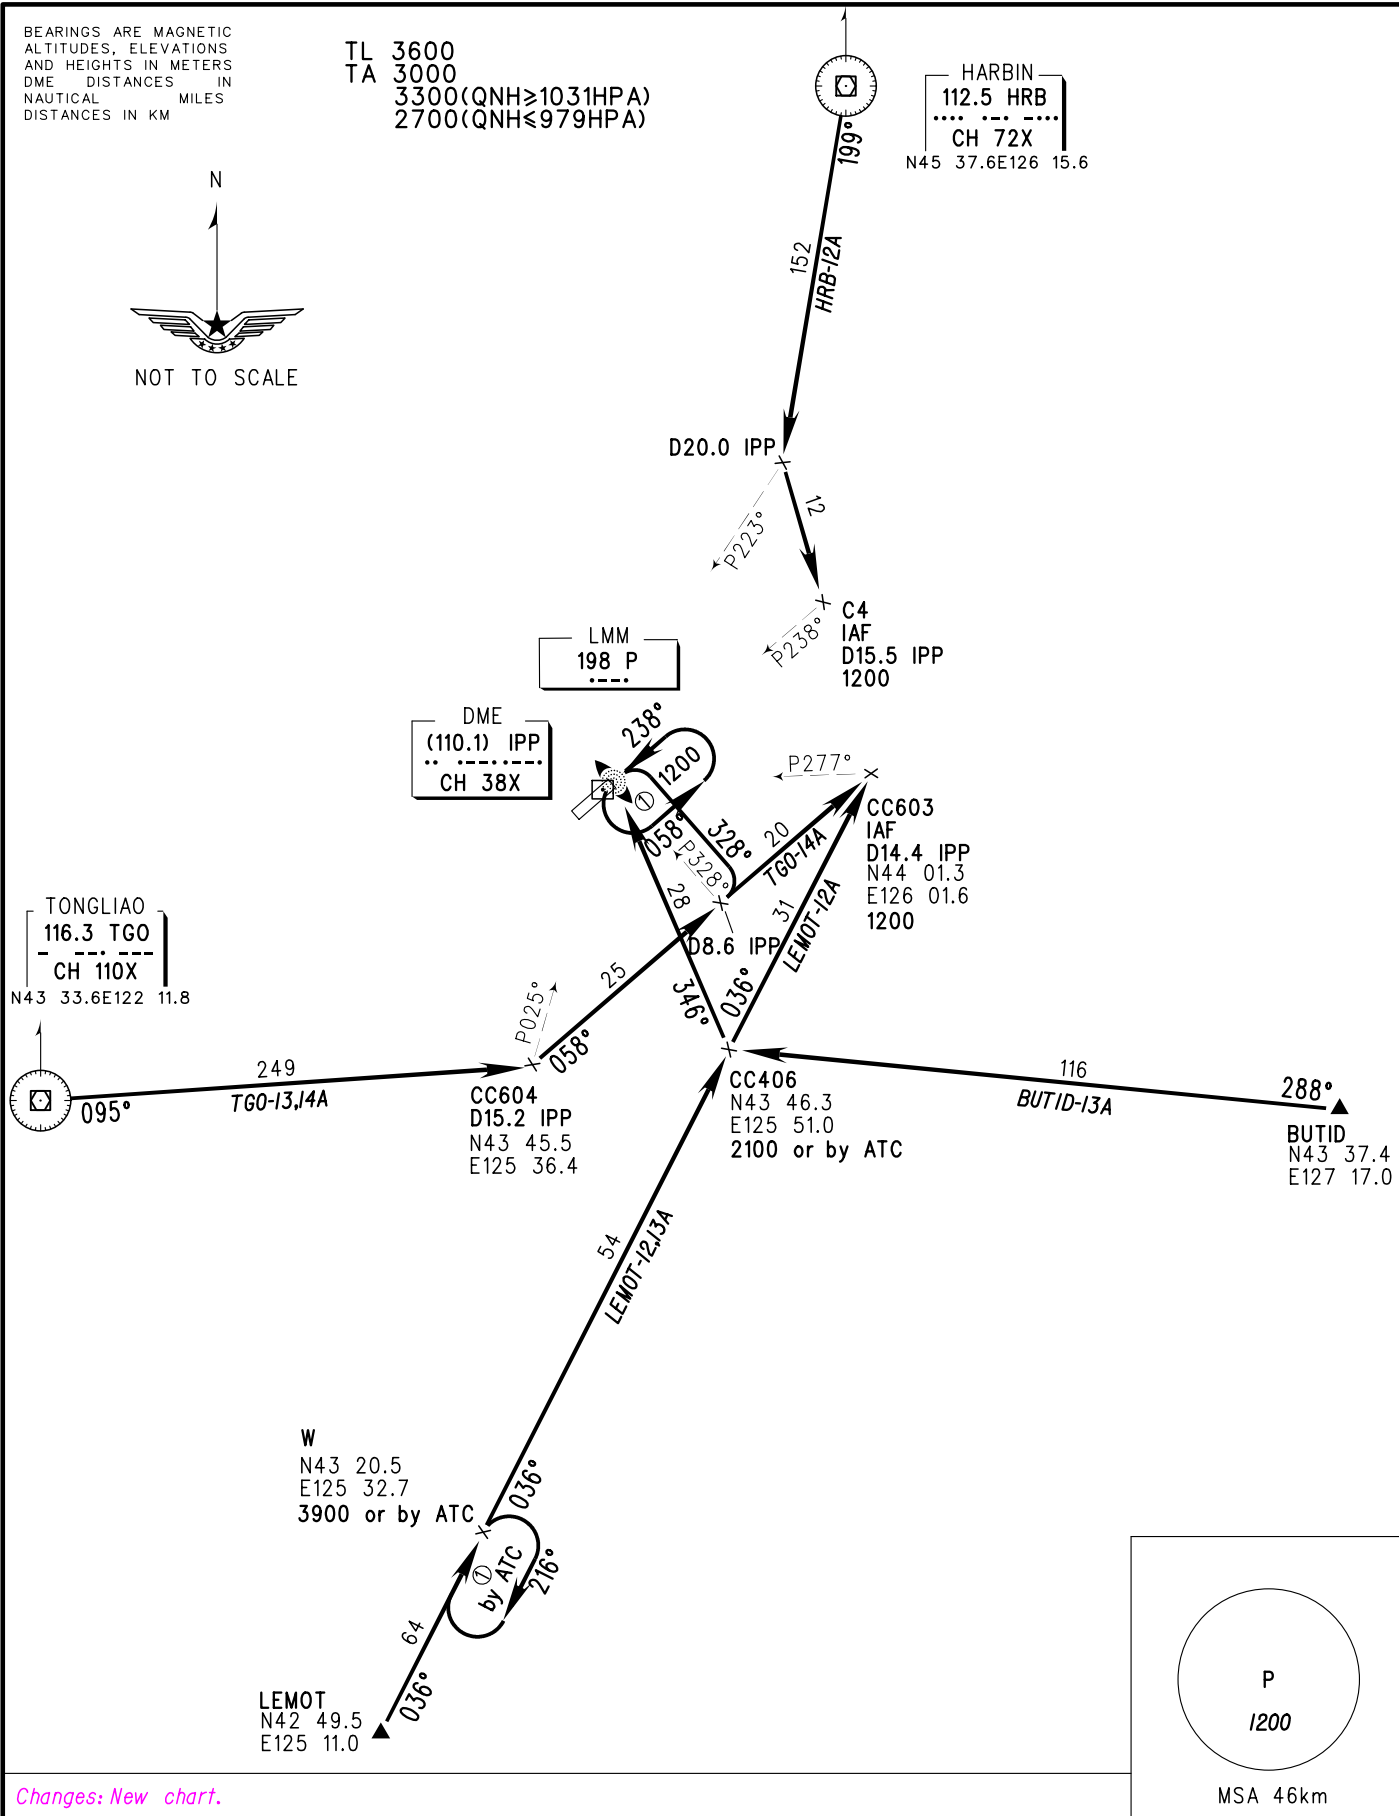 BEARINGS ARE MAGNETIC
ALTITUDES, ELEVATIONS
AND HEIGHTS IN METERS
DME DISTANCES IN
NAUTICAL MILES
DISTANCES IN KM
TL 3600
TA 3000
3300(QNH≥1031HPA)
2700(QNH≤979HPA)
HARBIN
112.5 HRB
CH 72X
N45 37.6E126 15.6
N
NOT TO SCALE
199°
152
HRB-12A
D20.0 IPP
12
P223°
C4
IAF
D15.5 IPP
1200
P238°
LMM
198 P
DME
(110.1) IPP
CH 38X
238°
1200
①
058°
328°
P328°
P277°
20
TGO-14A
CC603
IAF
D14.4 IPP
N44 01.3
E126 01.6
1200
28
31
LEMOT-12A
D8.6 IPP
346°
036°
TONGLIAO
116.3 TGO
CH 110X
N43 33.6E122 11.8
249
095°
TGO-13,14A
P025°
25
058°
CC604
D15.2 IPP
N43 45.5
E125 36.4
CC406
N43 46.3
E125 51.0
2100 or by ATC
116
BUTID-13A
288°
BUTID
N43 37.4
E127 17.0
54
LEMOT-12,13A
W
N43 20.5
E125 32.7
3900 or by ATC
036°
①
by ATC
216°
64
036°
LEMOT
N42 49.5
E125 11.0
P
1200
MSA 46km
Changes: New chart.